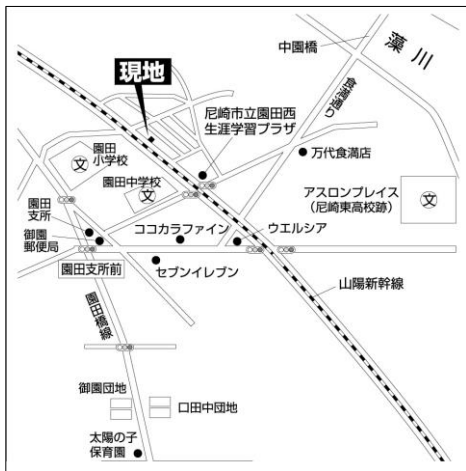 中園橋
藻川
現地
食満通り
尼崎市立園田西
生涯学習プラザ
万代食満店
園田
小学校
文
園田中学校
文
アスロンプレイス
(尼崎東高校跡)
文
園田
支所
ココカラファイン
ウエルシア
御園
郵便局
セブンイレブン
園田支所前
山陽新幹線
園田橋線
御園団地
口田中団地
太陽の子
保育園